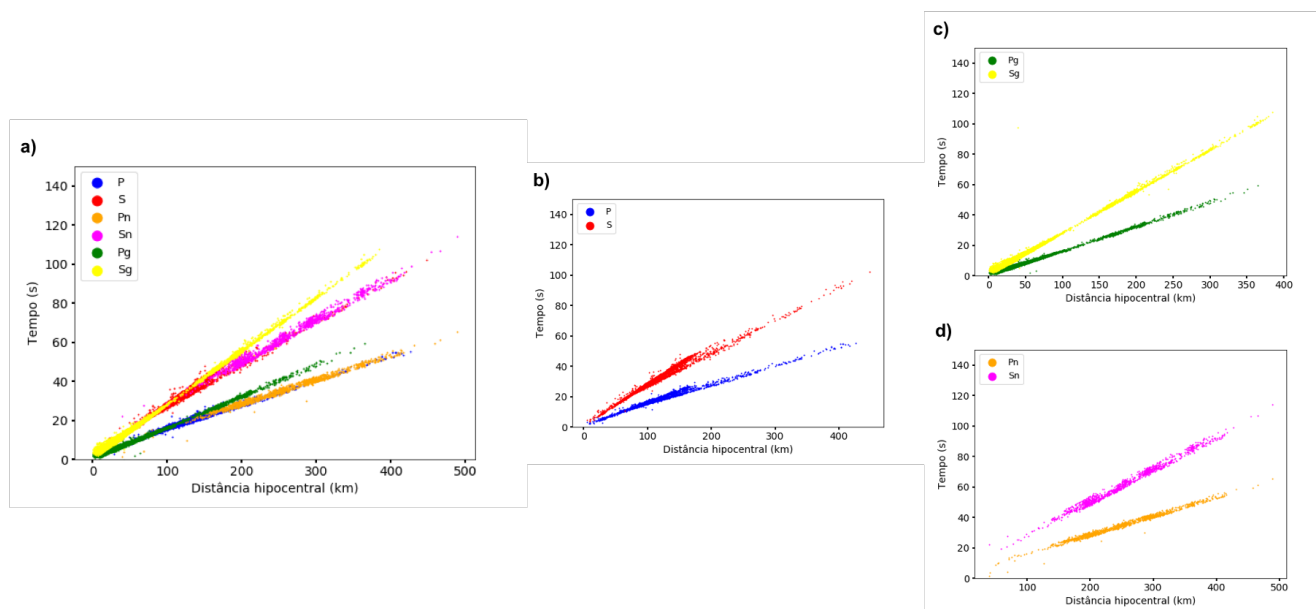 a)
Tempo (s)
140
120
100
80
60
40
20
0
P
S
Pn
Sn
Pg
Sg
0 100 200 300 400 500
Distância hipocentral (km)
b)
Tempo (s)
140
120
100
80
60
40
20
0
P
S
0 100 200 300 400
Distância hipocentral (km)
c)
Tempo (s)
140
120
100
80
60
40
20
0
Pg
Sg
0 50 100 150 200 250 300 350 400
Distância hipocentral (km)
d)
Tempo (s)
140
120
100
80
60
40
20
0
Pn
Sn
100 200 300 400 500
Distância hipocentral (km)